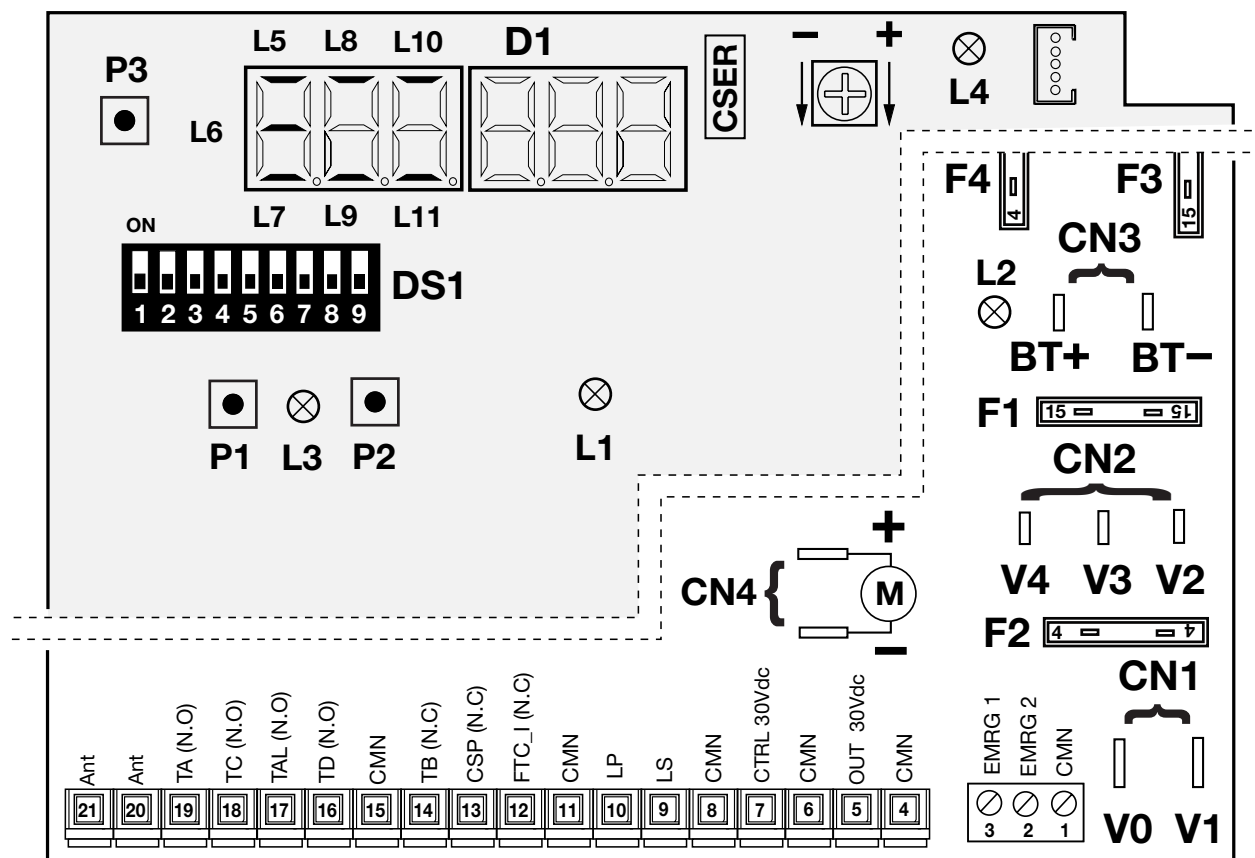 L5 L8 L10 D1
P3
CSER
- +
L4
L6
L7 L9 L11
F4 F3
4
15
ON
DS1
1 2 3 4 5 6 7 8 9
CN3
L2
BT+ BT-
F1 15 15
P1 L3 P2 L1
CN2
V4 V3 V2
+
CN4 M
-
F2 4 4
CN1
Ant
Ant
TA (N.O)
TC (N.O)
TAL (N.O)
TD (N.O)
CMN
TB (N.C)
CSP (N.C)
FTC_I (N.C)
CMN
LP
LS
CMN
CTRL 30Vdc
CMN
OUT 30Vdc
CMN
EMRG 1
EMRG 2
CMN
21 20 19 18 17 16 15 14 13 12 11 10 9 8 7 6 5 4
3 2 1
V0 V1